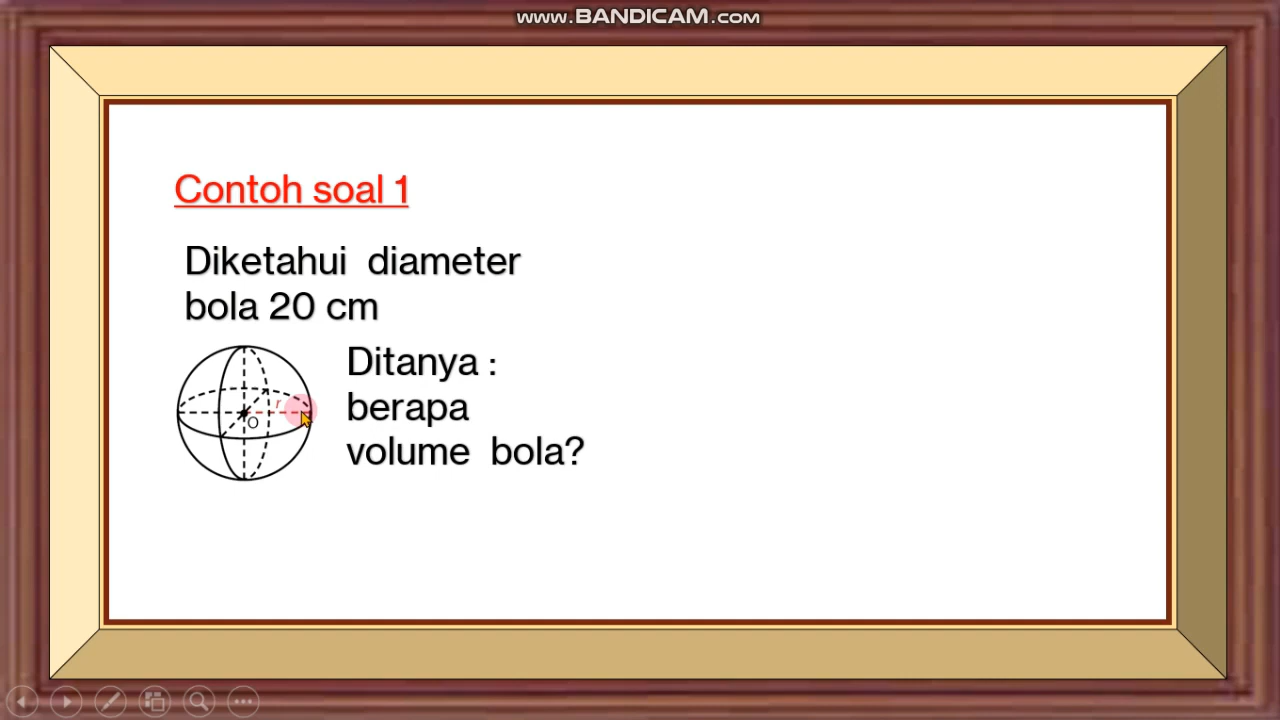 www.BANDICAM.com
Contoh soal 1
Diketahui diameter
bola 20 cm
Ditanya :
berapa
volume bola?
r
O